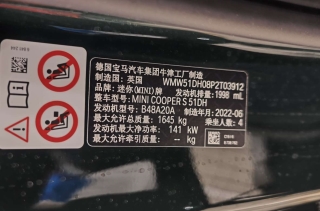 德国宝马汽车集团牛津工厂制造
制造国：英国 WMW51DH08P2T03912
品牌：迷你(MINI)牌 发动机排量：1998 mL
整车型号：MINI COOPER S 51DH
发动机型号：B48A20A 制造年月：2022-06
最大允许总质量：1645 kg 乘坐人数：4
最大净功率：141 kW
最大允许牵引质量：-- kg